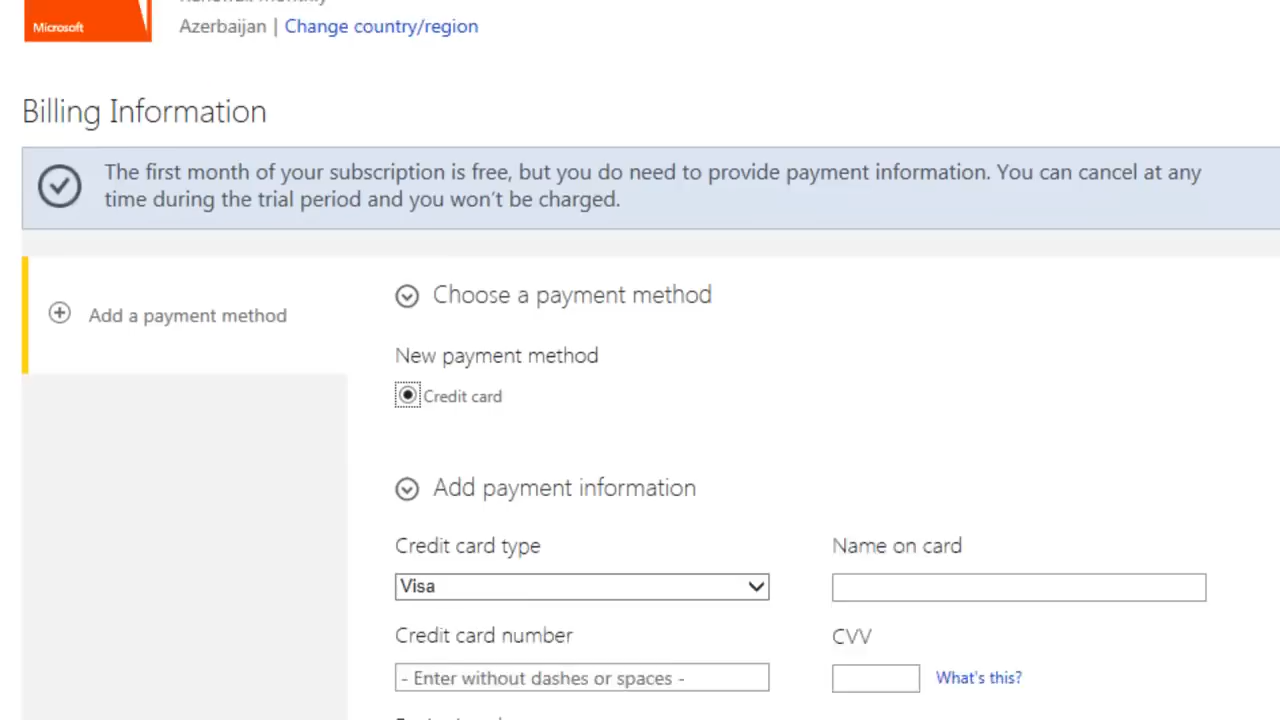 Microsoft
Azerbaijan | Change country/region
Billing Information
The first month of your subscription is free, but you do need to provide payment information. You can cancel at any
time during the trial period and you won't be charged.
Add a payment method
Choose a payment method
New payment method
Credit card
Add payment information
Credit card type
Name on card
Visa
Credit card number
CVV
- Enter without dashes or spaces -
What's this?